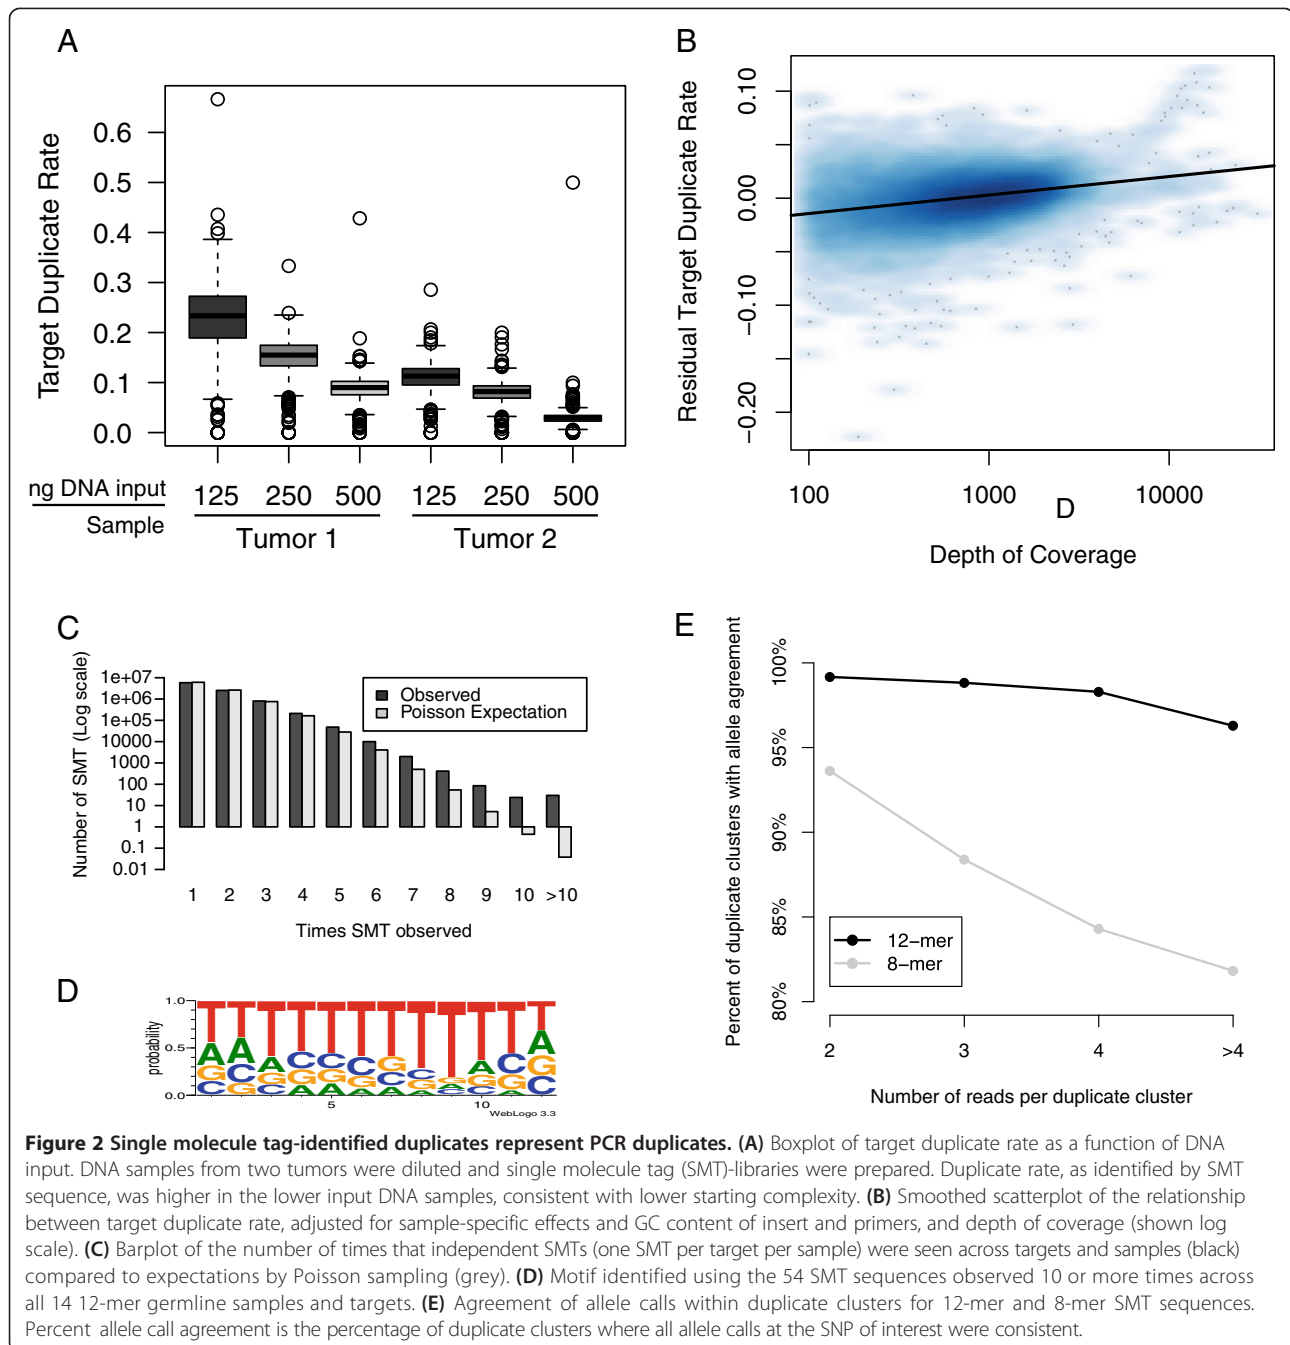 A
Target Duplicate Rate
0.6
0.5
0.4
0.3
0.2
0.1
0.0
ng DNA input
125 250 500 125 250 500
Sample
Tumor 1 Tumor 2
B
Residual Target Duplicate Rate
0.10
0.00
−0.10
−0.20
100 1000 10000
D
Depth of Coverage
C
Number of SMT (Log scale)
1e+07
1e+06
1e+05
10000
1000
100
10
1
0.1
0.01
Observed
Poisson Expectation
1 2 3 4 5 6 7 8 9 10 >10
Times SMT observed
D
probability
1.0
0.5
0.0
T T T T T T T T T T T T
A A A C C C G C G A C A
G C G G G G C G A G G G
C G C A A A A A C C A C
5 10
WebLogo 3.3
E
Percent of duplicate clusters with allele agreement
100%
95%
90%
85%
80%
12−mer
8−mer
2 3 4 >4
Number of reads per duplicate cluster
Figure 2 Single molecule tag-identified duplicates represent PCR duplicates. (A) Boxplot of target duplicate rate as a function of DNA
input. DNA samples from two tumors were diluted and single molecule tag (SMT)-libraries were prepared. Duplicate rate, as identified by SMT
sequence, was higher in the lower input DNA samples, consistent with lower starting complexity. (B) Smoothed scatterplot of the relationship
between target duplicate rate, adjusted for sample-specific effects and GC content of insert and primers, and depth of coverage (shown log
scale). (C) Barplot of the number of times that independent SMTs (one SMT per target per sample) were seen across targets and samples (black)
compared to expectations by Poisson sampling (grey). (D) Motif identified using the 54 SMT sequences observed 10 or more times across
all 14 12-mer germline samples and targets. (E) Agreement of allele calls within duplicate clusters for 12-mer and 8-mer SMT sequences.
Percent allele call agreement is the percentage of duplicate clusters where all allele calls at the SNP of interest were consistent.